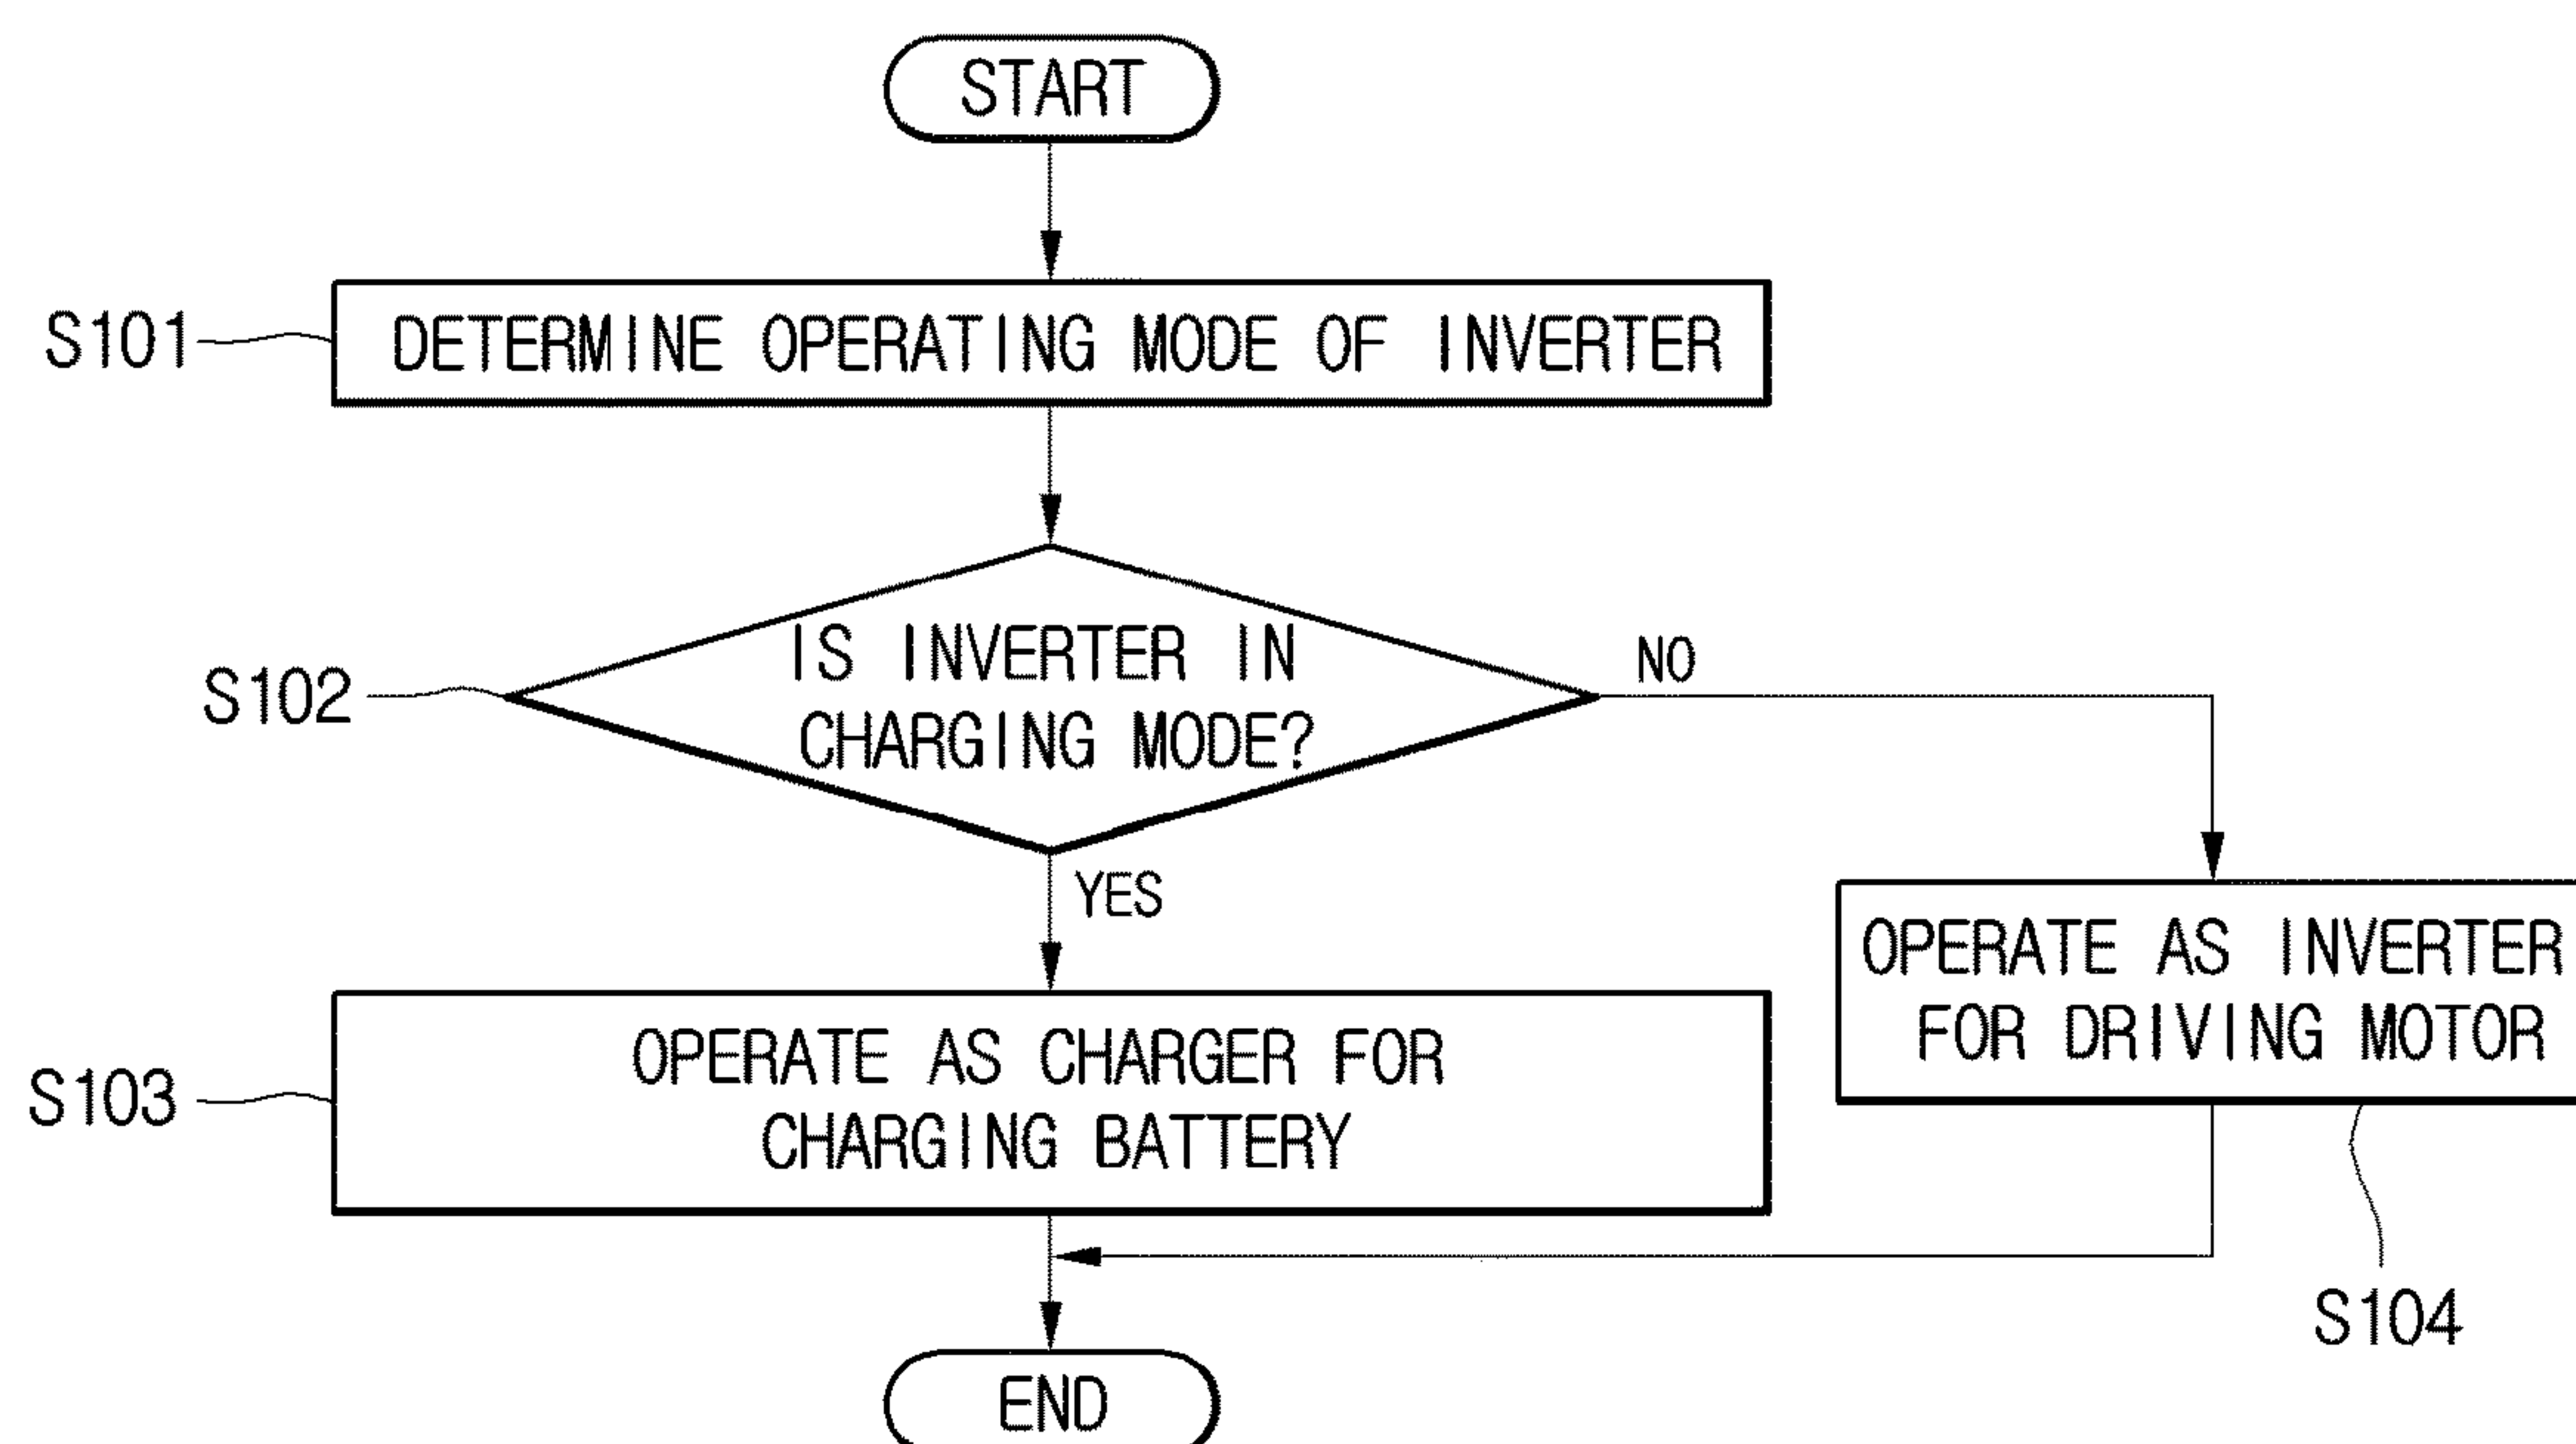 START
S101
DETERMINE OPERATING MODE OF INVERTER
S102
IS INVERTER IN
CHARGING MODE?
NO
YES
OPERATE AS INVERTER
FOR DRIVING MOTOR
S103
OPERATE AS CHARGER FOR
CHARGING BATTERY
S104
END